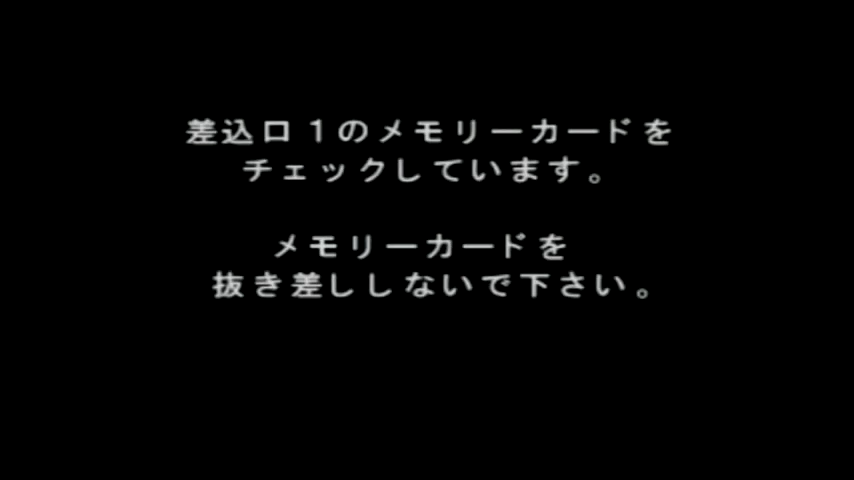 差込口１のメモリーカードを
チェックしています。
メモリーカードを
抜き差ししないで下さい。